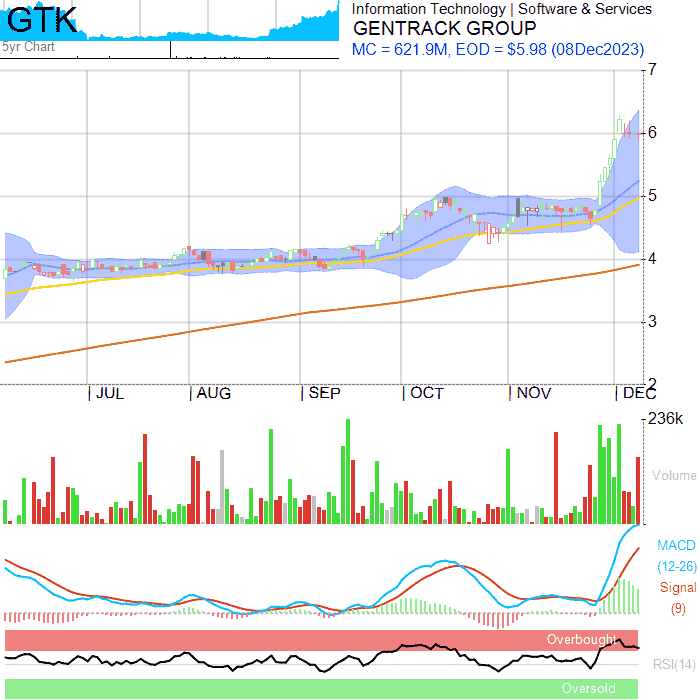 GTK
5yr Chart
Information Technology | Software & Services
GENTRACK GROUP
MC = 621.9M, EOD = $5.98 (08Dec2023)
7
6
5
4
3
2
JUL AUG SEP OCT NOV DEC
236k
Volume
MACD
(12-26)
Signal
(9)
Overbought
RSI(14)
Oversold